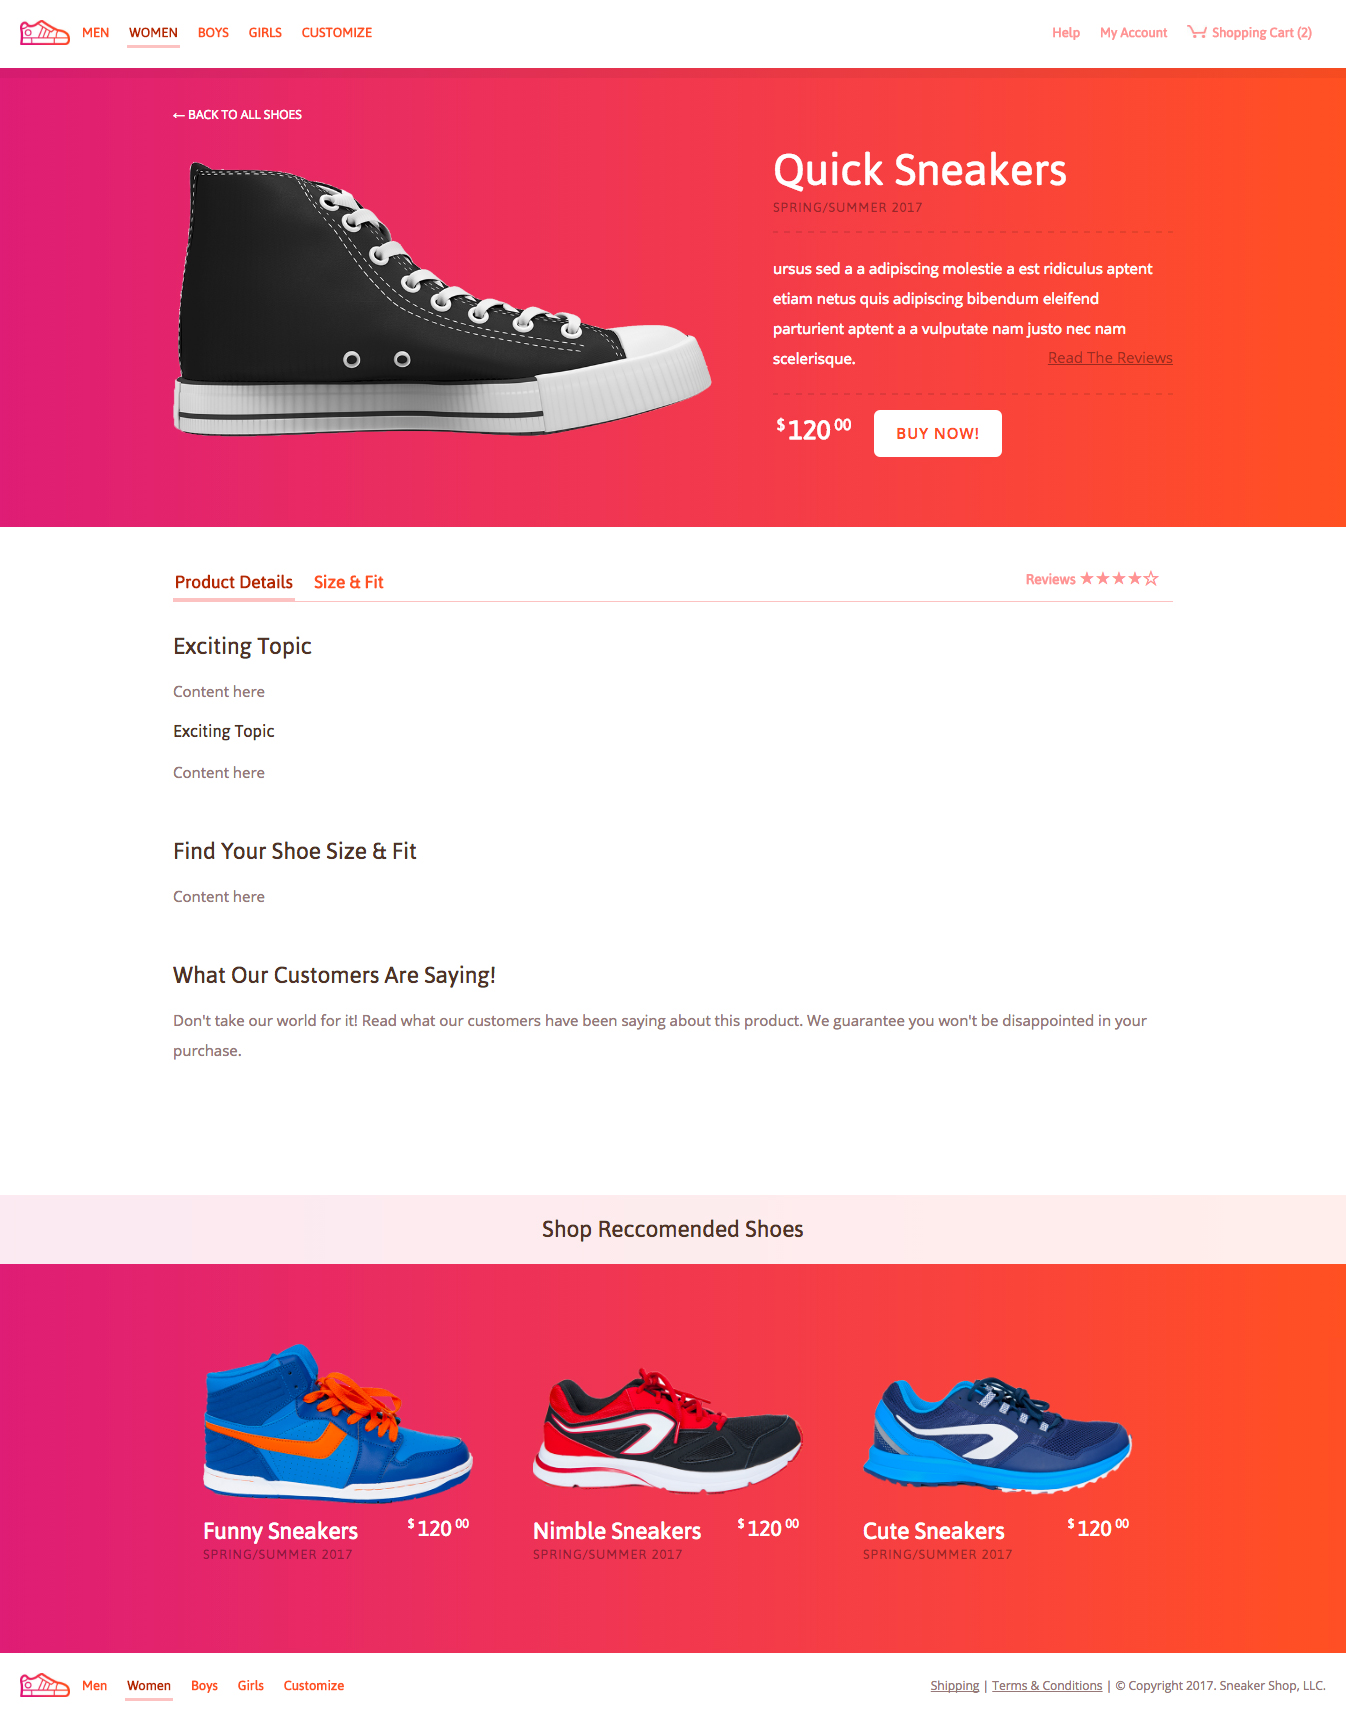 MEN WOMEN BOYS GIRLS CUSTOMIZE Help My Account Shopping Cart (2)
← BACK TO ALL SHOES
Quick Sneakers
SPRING/SUMMER 2017
ursus sed a a adipiscing molestie a est ridiculus aptent
etiam netus quis adipiscing bibendum eleifend
parturient aptent a a vulputate nam justo nec nam
scelerisque. Read The Reviews
$120 00 BUY NOW!
Product Details Size & Fit Reviews ★★★★☆
Exciting Topic
Content here
Exciting Topic
Content here
Find Your Shoe Size & Fit
Content here
What Our Customers Are Saying!
Don't take our world for it! Read what our customers have been saying about this product. We guarantee you won't be disappointed in your
purchase.
Shop Reccomended Shoes
Funny Sneakers $120 00
SPRING/SUMMER 2017
Nimble Sneakers $120 00
SPRING/SUMMER 2017
Cute Sneakers $120 00
SPRING/SUMMER 2017
Men Women Boys Girls Customize Shipping | Terms & Conditions | © Copyright 2017. Sneaker Shop, LLC.